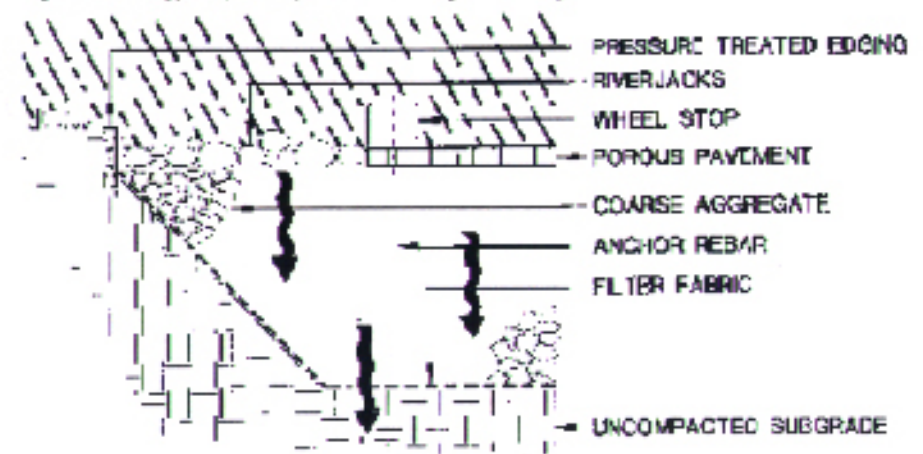 PRESSURE TREATED EDGING
RIVERJACKS
WHEEL STOP
POROUS PAVEMENT
COARSE AGGREGATE
ANCHOR REBAR
FILTER FABRIC
UNCOMPACTED SUBGRADE